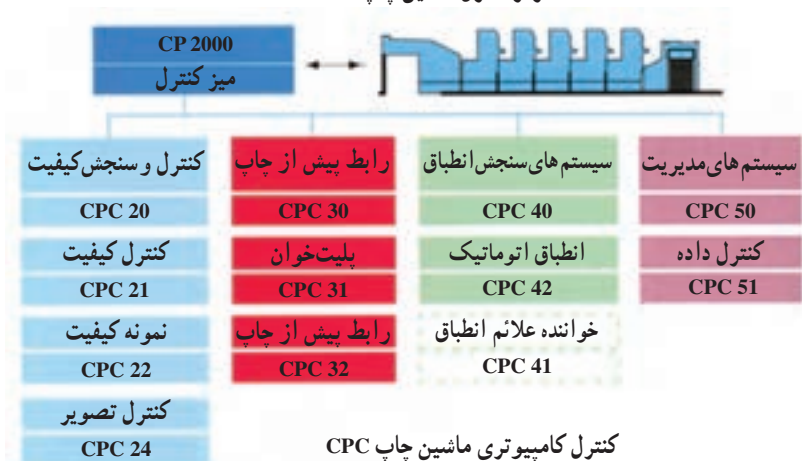 CP 2000
میز کنترل
کنترل و سنجش کیفیت
CPC 20
کنترل کیفیت
CPC 21
نمونه کیفیت
CPC 22
کنترل تصویر
CPC 24
رابط پیش از چاپ
CPC 30
پلیت‌خوان
CPC 31
رابط پیش از چاپ
CPC 32
سیستم‌های سنجش انطباق
CPC 40
انطباق اتوماتیک
CPC 42
خواننده علائم انطباق
CPC 41
سیستم‌های مدیریت
CPC 50
کنترل داده
CPC 51
کنترل کامپیوتری ماشین چاپ CPC